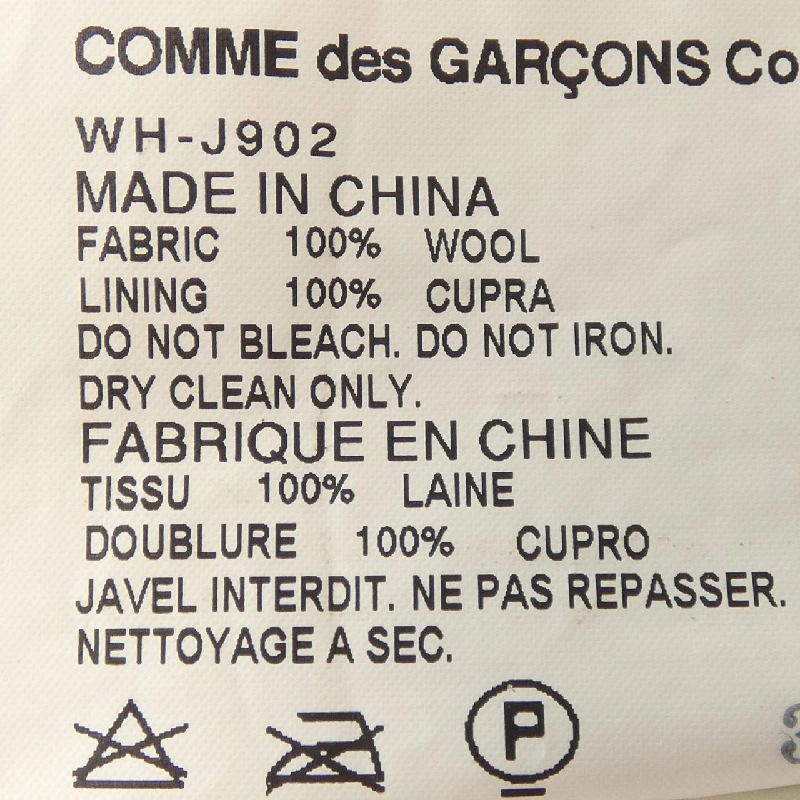 COMME des GARÇONS Co
WH-J902
MADE IN CHINA
FABRIC 100% WOOL
LINING 100% CUPRA
DO NOT BLEACH. DO NOT IRON.
DRY CLEAN ONLY.
FABRIQUE EN CHINE
TISSU 100% LAINE
DOUBLURE 100% CUPRO
JAVEL INTERDIT. NE PAS REPASSER.
NETTOYAGE A SEC.
P